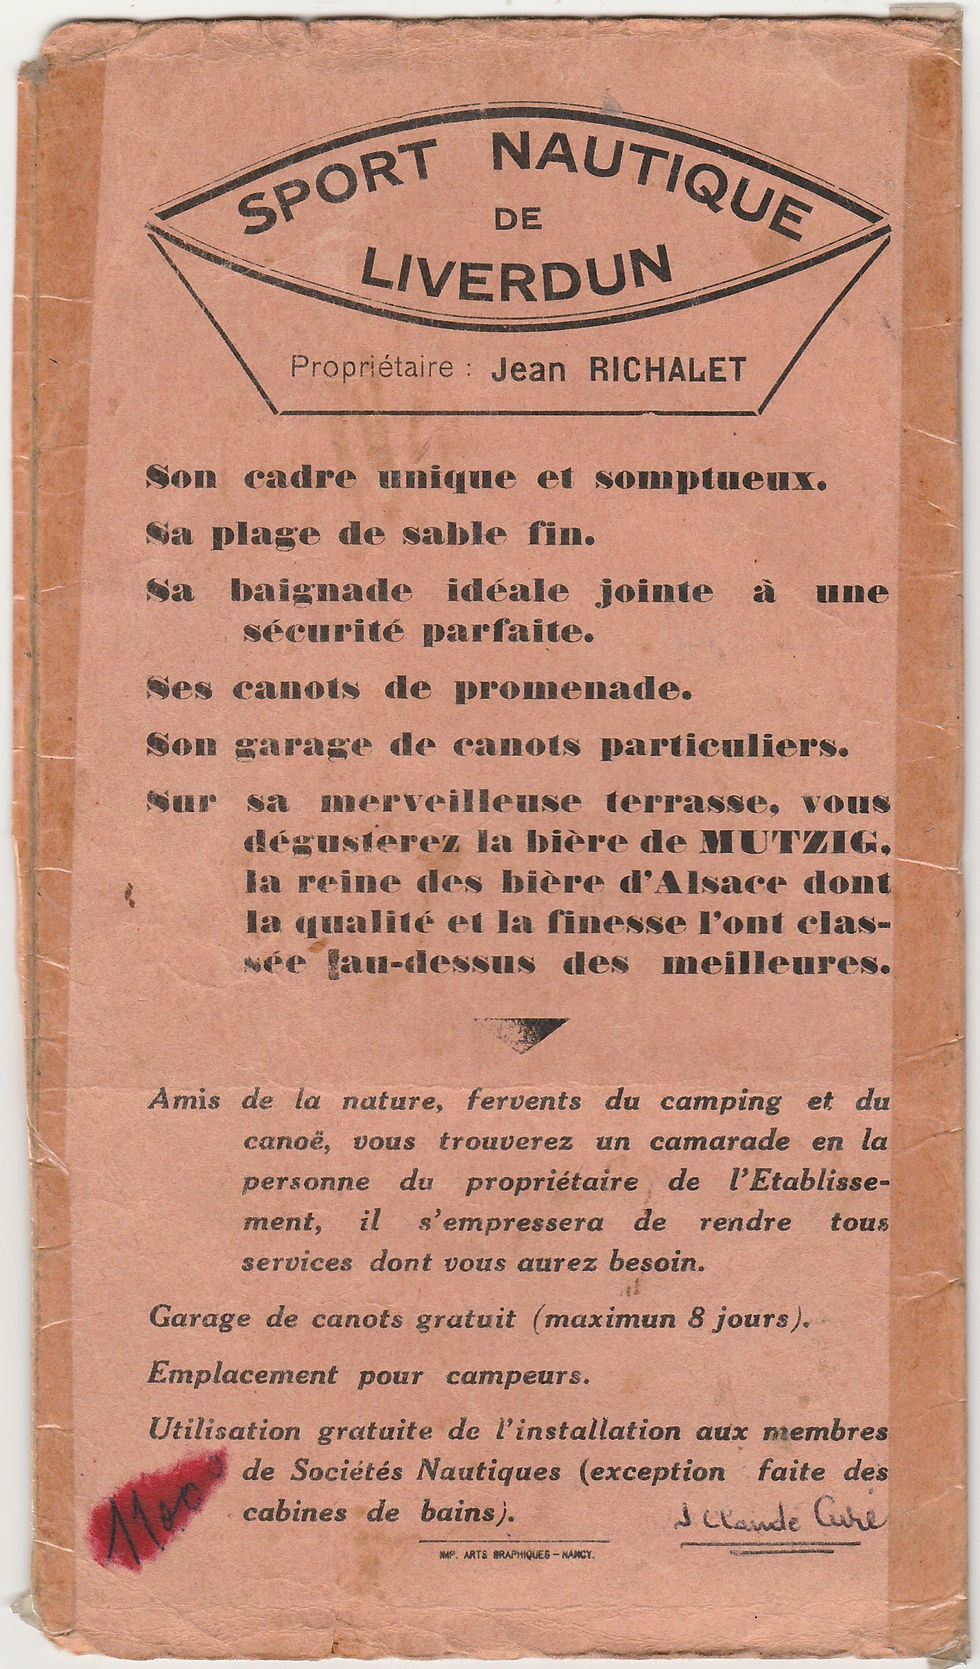 SPORT NAUTIQUE
DE
LIVERDUN
Propriétaire : Jean RICHALET
Son cadre unique et somptueux.
Sa plage de sable fin.
Sa baignade idéale jointe à une
sécurité parfaite.
Ses canots de promenade.
Son garage de canots particuliers.
Sur sa merveilleuse terrasse, vous
dégusterez la bière de MUTZIG,
la reine des bière d'Alsace dont
la qualité et la finesse l'ont clas-
sée au-dessus des meilleures.
Amis de la nature, fervents du camping et du
canoë, vous trouverez un camarade en la
personne du propriétaire de l'Etablisse-
ment, il s'empressera de rendre tous
services dont vous aurez besoin.
Garage de canots gratuit (maximun 8 jours).
Emplacement pour campeurs.
Utilisation gratuite de l'installation aux membres
de Sociétés Nautiques (exception faite des
cabines de bains).
Claude
IMP. ARTS GRAPHIQUES - NANCY.